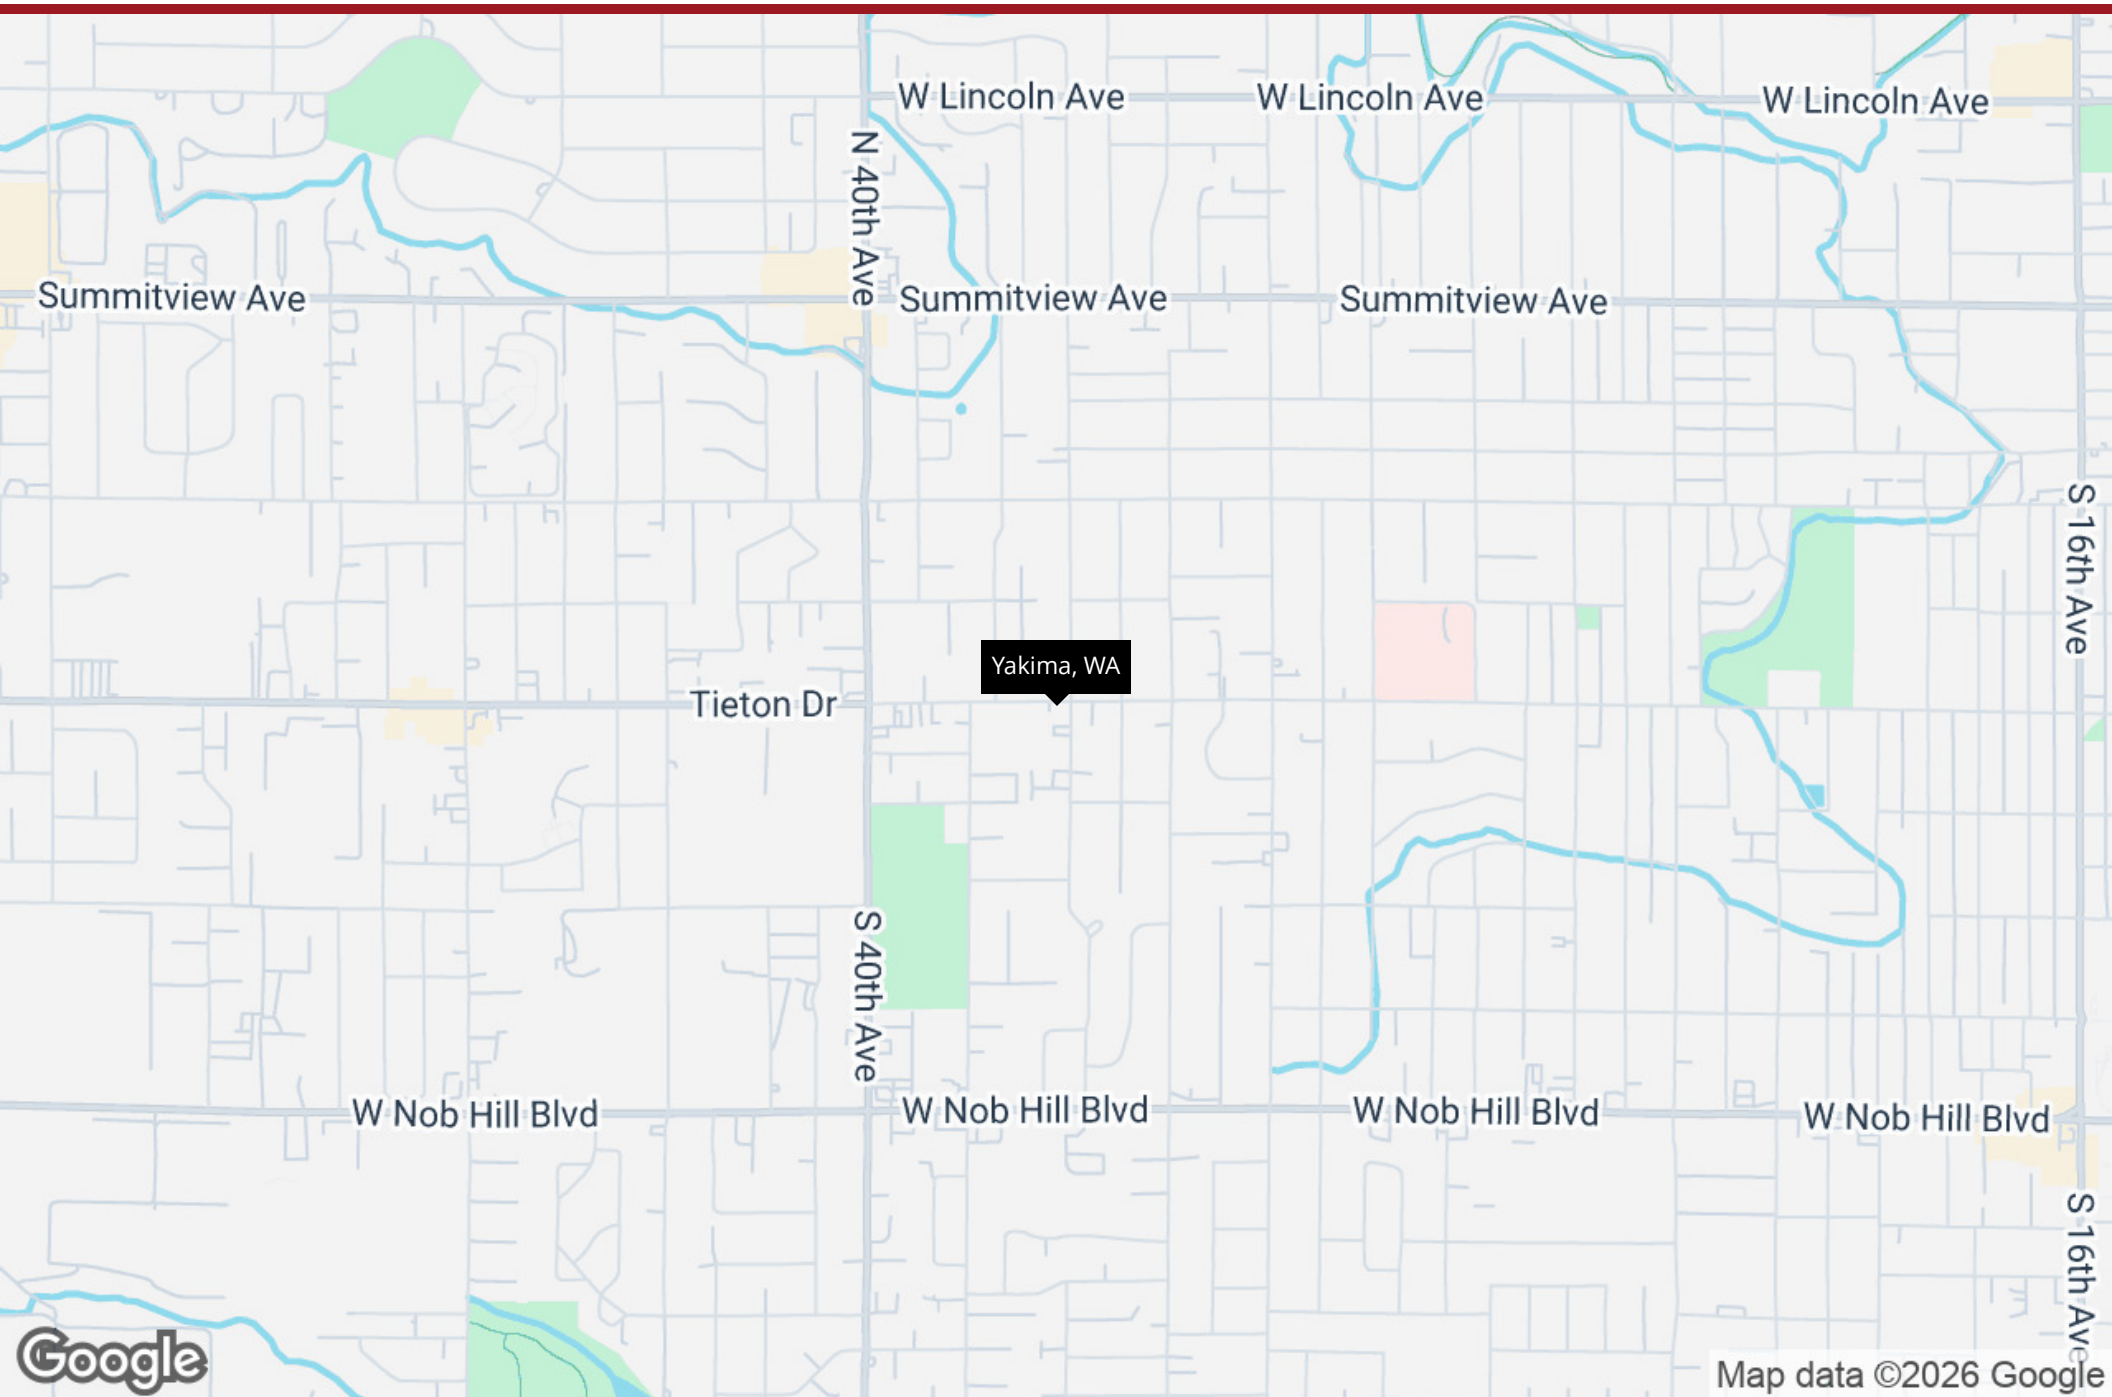 W Lincoln Ave
W Lincoln Ave
W Lincoln Ave
N 40th Ave
Summitview Ave
Summitview Ave
Summitview Ave
S 16th Ave
Yakima, WA
Tieton Dr
S 40th Ave
W Nob Hill Blvd
W Nob Hill Blvd
W Nob Hill Blvd
W Nob Hill Blvd
S 16th Ave
Google
Map data ©2026 Google